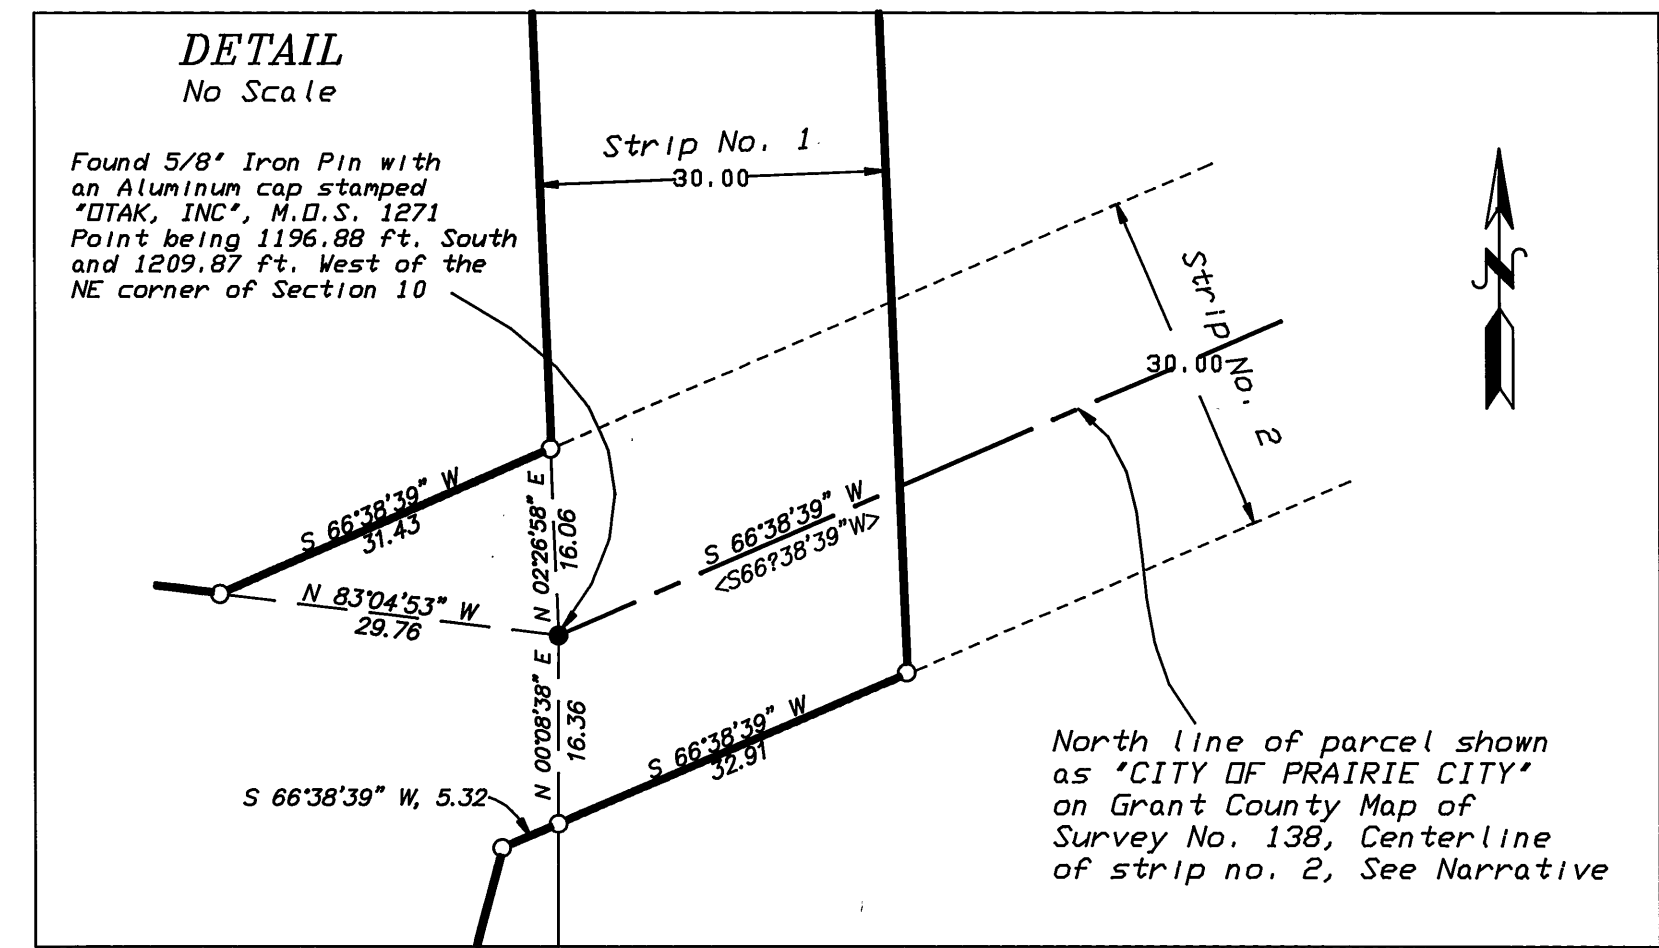 DETAIL
No Scale
Found 5/8" Iron Pin with
an Aluminum cap stamped
"OTAK, INC", M.O.S. 1271
Point being 1196.88 ft. South
and 1209.87 ft. West of the
NE corner of Section 10
Strip No. 1
30.00
Strip No. 2
30.00
N
S 66°38'39" W
31.43
N 02°26'58" E
16.06
S 66°38'39" W
<S66?38'39"W>
N 83°04'53" W
29.76
N 00°08'38" E
16.36
S 66°38'39" W
32.91
S 66°38'39" W, 5.32
North line of parcel shown
as "CITY OF PRAIRIE CITY"
on Grant County Map of
Survey No. 138, Centerline
of strip no. 2, See Narrative